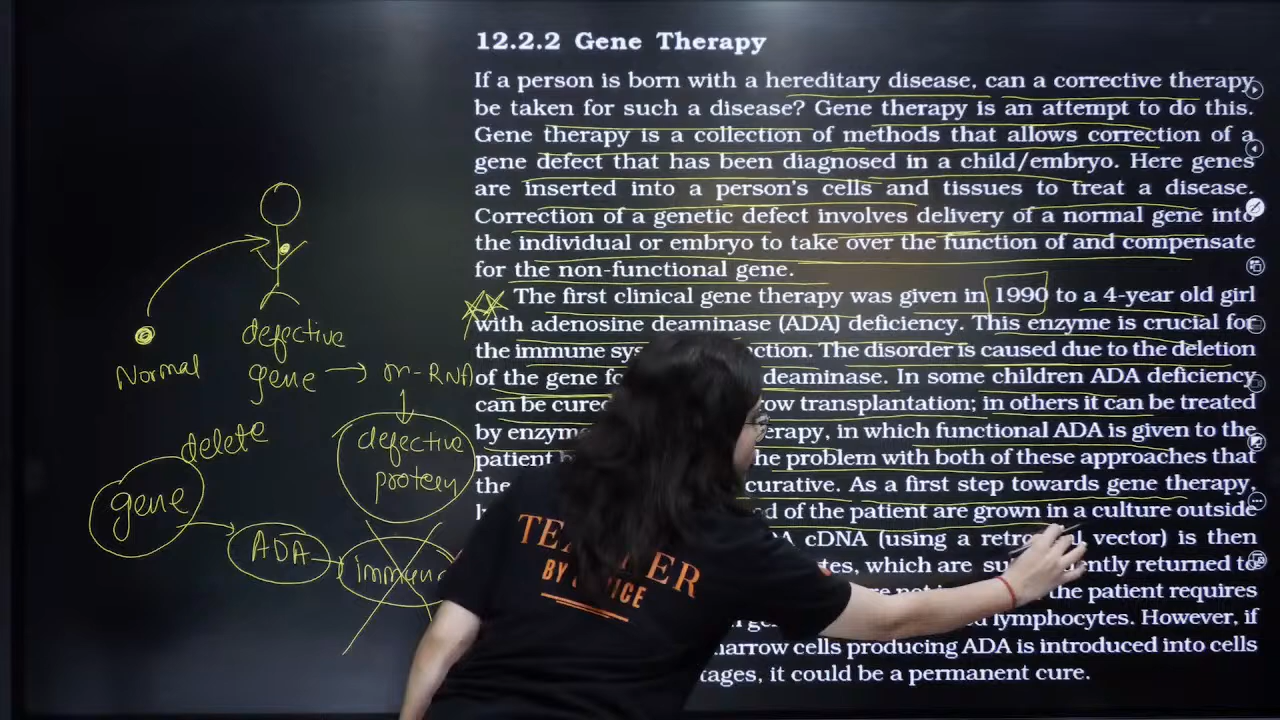 12.2.2 Gene Therapy
If a person is born with a hereditary disease, can a corrective therapy
be taken for such a disease? Gene therapy is an attempt to do this.
Gene therapy is a collection of methods that allows correction of a
gene defect that has been diagnosed in a child/embryo. Here genes
are inserted into a person's cells and tissues to treat a disease.
Correction of a genetic defect involves delivery of a normal gene into
the individual or embryo to take over the function of and compensate
for the non-functional gene.
The first clinical gene therapy was given in 1990 to a 4-year old girl
with adenosine deaminase (ADA) deficiency. This enzyme is crucial for
the immune sys ction. The disorder is caused due to the deletion
of the gene fo deaminase. In some children ADA deficiency
can be cure ow transplantation; in others it can be treated
by enzym erapy, in which functional ADA is given to the
patient he problem with both of these approaches that
the curative. As a first step towards gene therapy,
d of the patient are grown in a culture outside
A cDNA (using a retro l vector) is then
tes, which are su ently returned to
re not the patient requires
lymphocytes. However, if
arrow cells producing ADA is introduced into cells
tages, it could be a permanent cure.
Normal
defective
gene → m-RNA
defective
protein
delete
gene
ADA
immune
TEA ER
BY C ICE